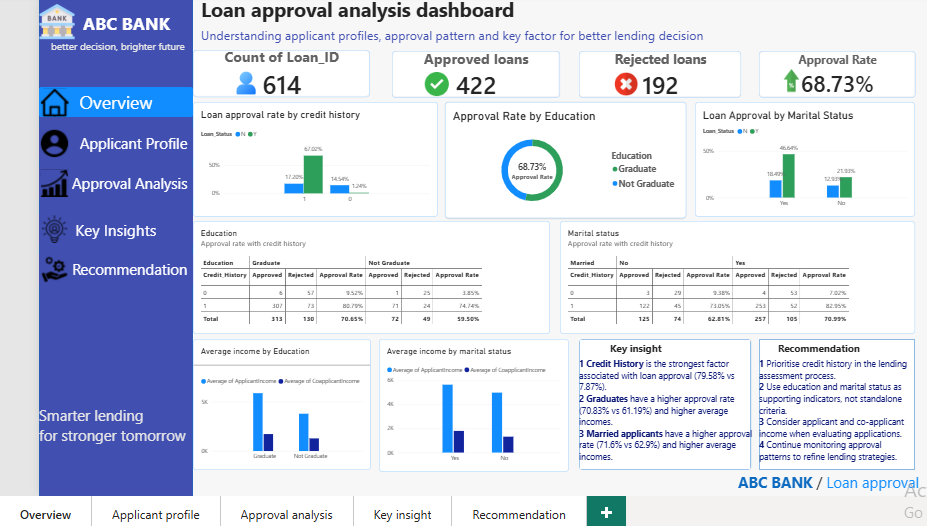 BANK
ABC BANK
better decision, brighter future
Overview
Applicant Profile
Approval Analysis
Key Insights
Recommendation
Smarter lending
for stronger tomorrow
Loan approval analysis dashboard
Understanding applicant profiles, approval pattern and key factor for better lending decision
Count of Loan_ID
614
Approved loans
422
Rejected loans
192
Approval Rate
68.73%
Loan approval rate by credit history
Loan_Status N Y
50%
0%
17.20%
67.02%
14.54%
1.24%
1 0
Approval Rate by Education
68.73%
Approval Rate
Education
Graduate
Not Graduate
Loan Approval by Marital Status
Loan_Status N Y
50%
0%
18.49%
46.64%
12.93%
21.93%
Yes No
Education
Approval rate with credit history
Education Graduate Not Graduate
Credit_History Approved Rejected Approval Rate Approved Rejected Approval Rate
0 6 57 9.52% 1 25 3.85%
1 307 73 80.79% 71 24 74.74%
Total 313 130 70.65% 72 49 59.50%
Marital status
Approval rate with credit history
Married No Yes
Credit_History Approved Rejected Approval Rate Approved Rejected Approval Rate
0 3 29 9.38% 4 53 7.02%
1 122 45 73.05% 253 52 82.95%
Total 125 74 62.81% 257 105 70.99%
Average income by Education
Average of ApplicantIncome Average of CoapplicantIncome
5K
0K
Graduate Not Graduate
Average income by marital status
Average of ApplicantIncome Average of CoapplicantIncome
6K
4K
2K
0K
Yes No
Key insight
1 Credit History is the strongest factor
associated with loan approval (79.58% vs
7.87%).
2 Graduates have a higher approval rate
(70.83% vs 61.19%) and higher average
incomes.
3 Married applicants have a higher approval
rate (71.6% vs 62.9%) and higher average
incomes.
Recommendation
1 Prioritise credit history in the lending
assessment process.
2 Use education and marital status as
supporting indicators, not standalone
criteria.
3 Consider applicant and co-applicant
income when evaluating applications.
4 Continue monitoring approval
patterns to refine lending strategies.
ABC BANK / Loan approval
Ac
Go
Overview
Applicant profile
Approval analysis
Key insight
Recommendation
+